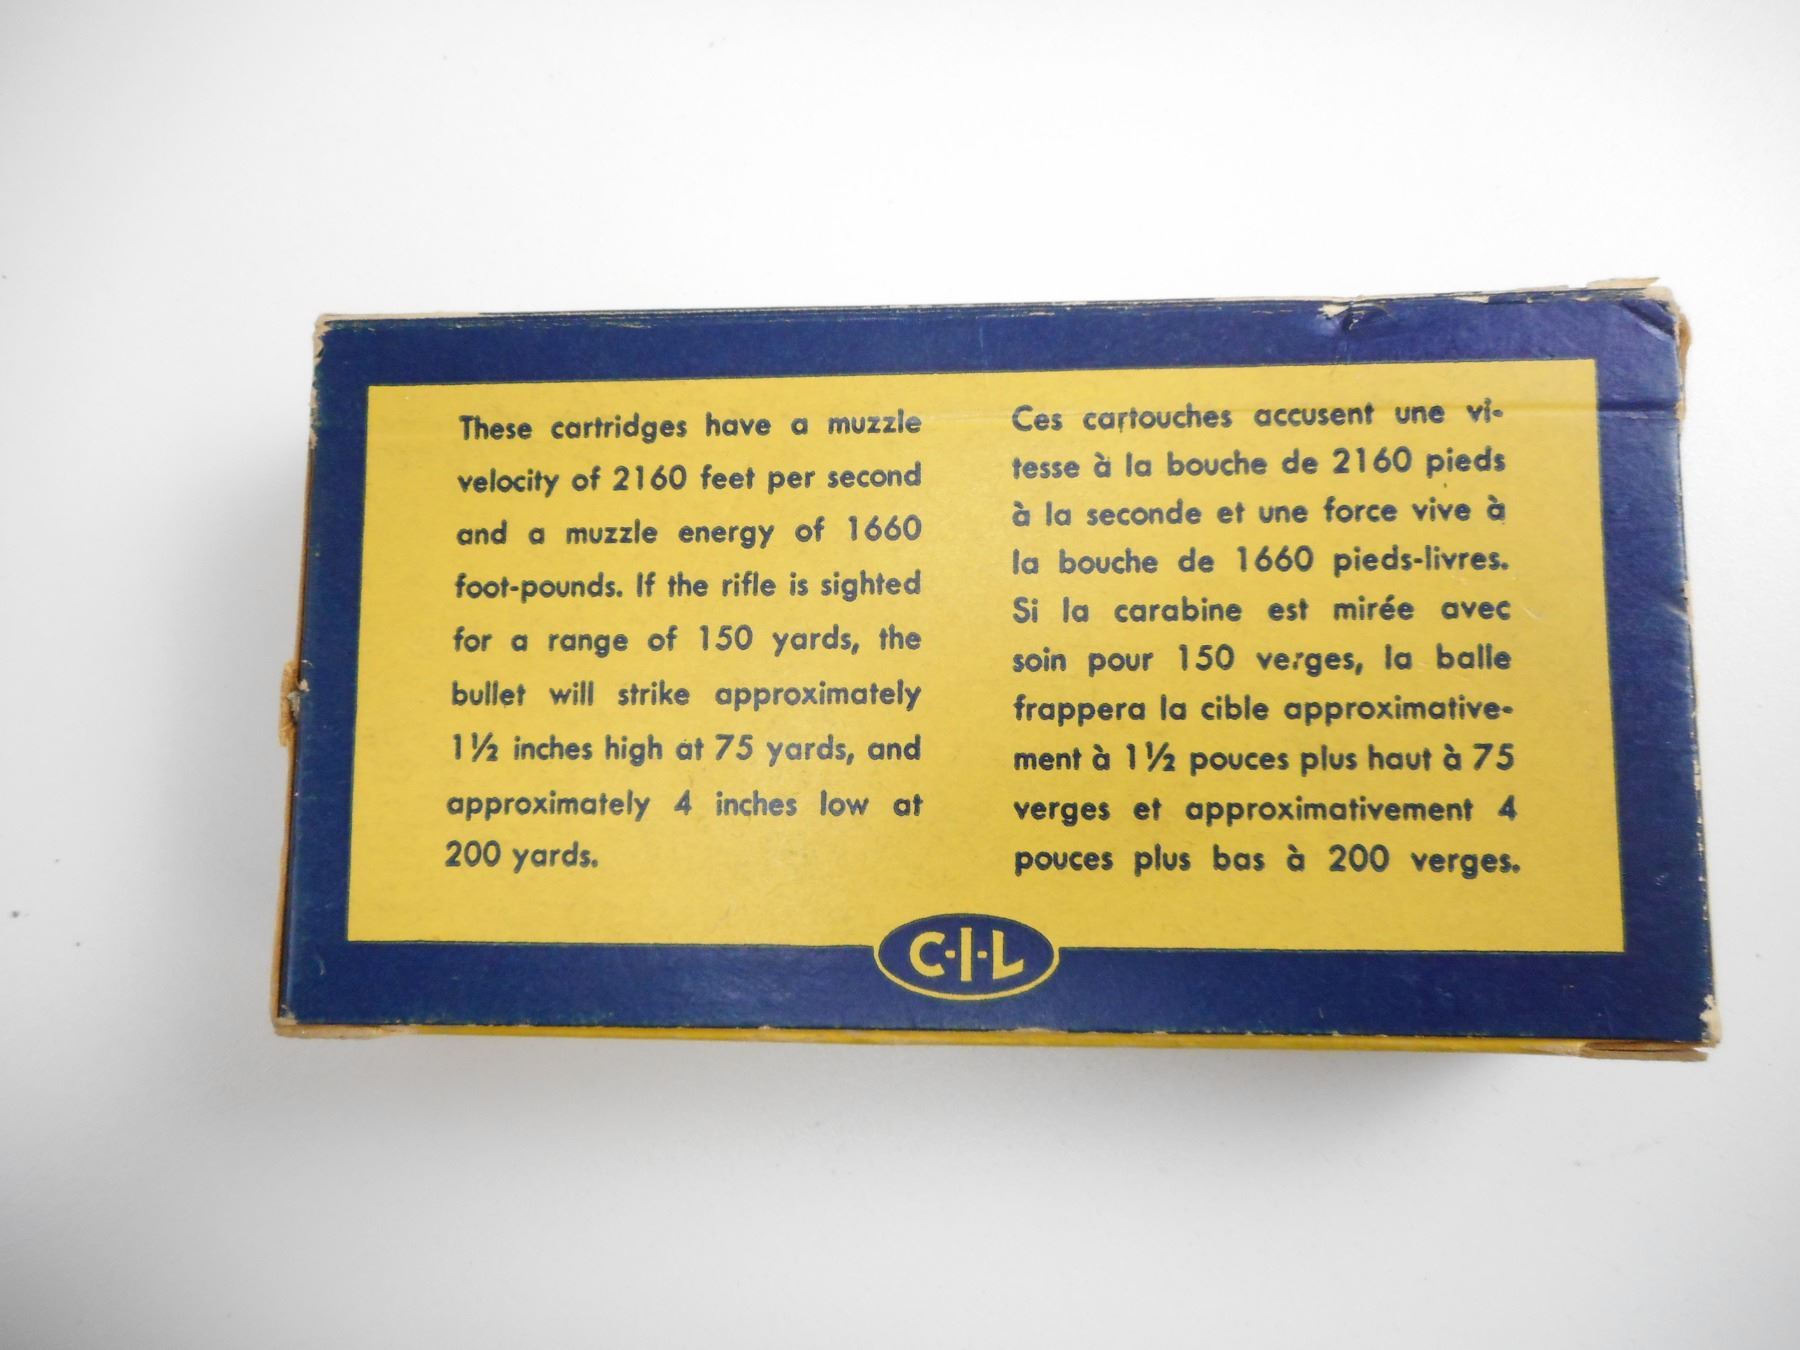 These cartridges have a muzzle
velocity of 2160 feet per second
and a muzzle energy of 1660
foot-pounds. If the rifle is sighted
for a range of 150 yards, the
bullet will strike approximately
1½ inches high at 75 yards, and
approximately 4 inches low at
200 yards.
Ces cartouches accusent une vi-
tesse à la bouche de 2160 pieds
à la seconde et une force vive à
la bouche de 1660 pieds-livres.
Si la carabine est mirée avec
soin pour 150 verges, la balle
frappera la cible approximative-
ment à 1½ pouces plus haut à 75
verges et approximativement 4
pouces plus bas à 200 verges.
C-I-L